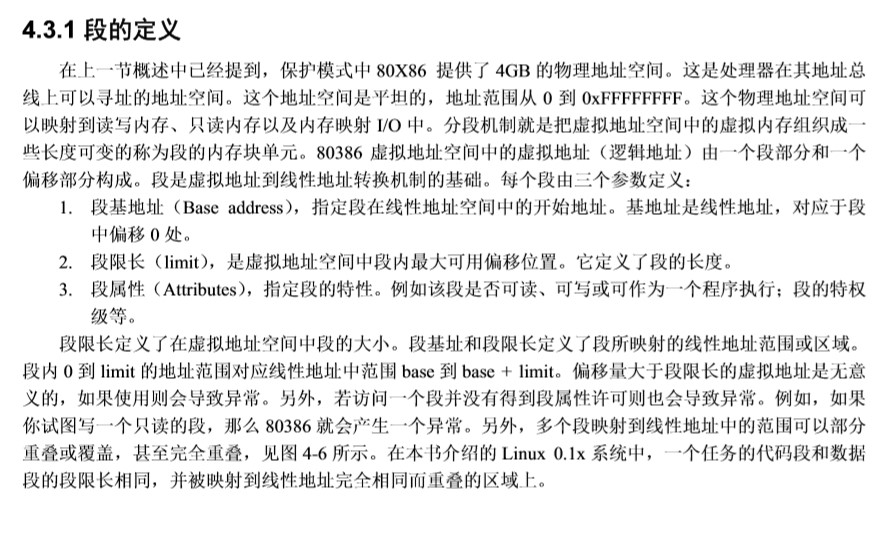 4.3.1 段的定义
在上一节概述中已经提到，保护模式中 80X86 提供了 4GB 的物理地址空间。这是处理器在其地址总
线上可以寻址的地址空间。这个地址空间是平坦的，地址范围从 0 到 0xFFFFFFFF。这个物理地址空间可
以映射到读写内存、只读内存以及内存映射 I/O 中。分段机制就是把虚拟地址空间中的虚拟内存组织成一
些长度可变的称为段的内存块单元。80386 虚拟地址空间中的虚拟地址（逻辑地址）由一个段部分和一个
偏移部分构成。段是虚拟地址到线性地址转换机制的基础。每个段由三个参数定义：
1. 段基地址（Base address），指定段在线性地址空间中的开始地址。基地址是线性地址，对应于段
中偏移 0 处。
2. 段限长（limit），是虚拟地址空间中段内最大可用偏移位置。它定义了段的长度。
3. 段属性（Attributes），指定段的特性。例如该段是否可读、可写或可作为一个程序执行；段的特权
级等。
段限长定义了在虚拟地址空间中段的大小。段基址和段限长定义了段所映射的线性地址范围或区域。
段内 0 到 limit 的地址范围对应线性地址中范围 base 到 base + limit。偏移量大于段限长的虚拟地址是无意
义的，如果使用则会导致异常。另外，若访问一个段并没有得到段属性许可则也会导致异常。例如，如果
你试图写一个只读的段，那么 80386 就会产生一个异常。另外，多个段映射到线性地址中的范围可以部分
重叠或覆盖，甚至完全重叠，见图 4-6 所示。在本书介绍的 Linux 0.1x 系统中，一个任务的代码段和数据
段的段限长相同，并被映射到线性地址完全相同而重叠的区域上。